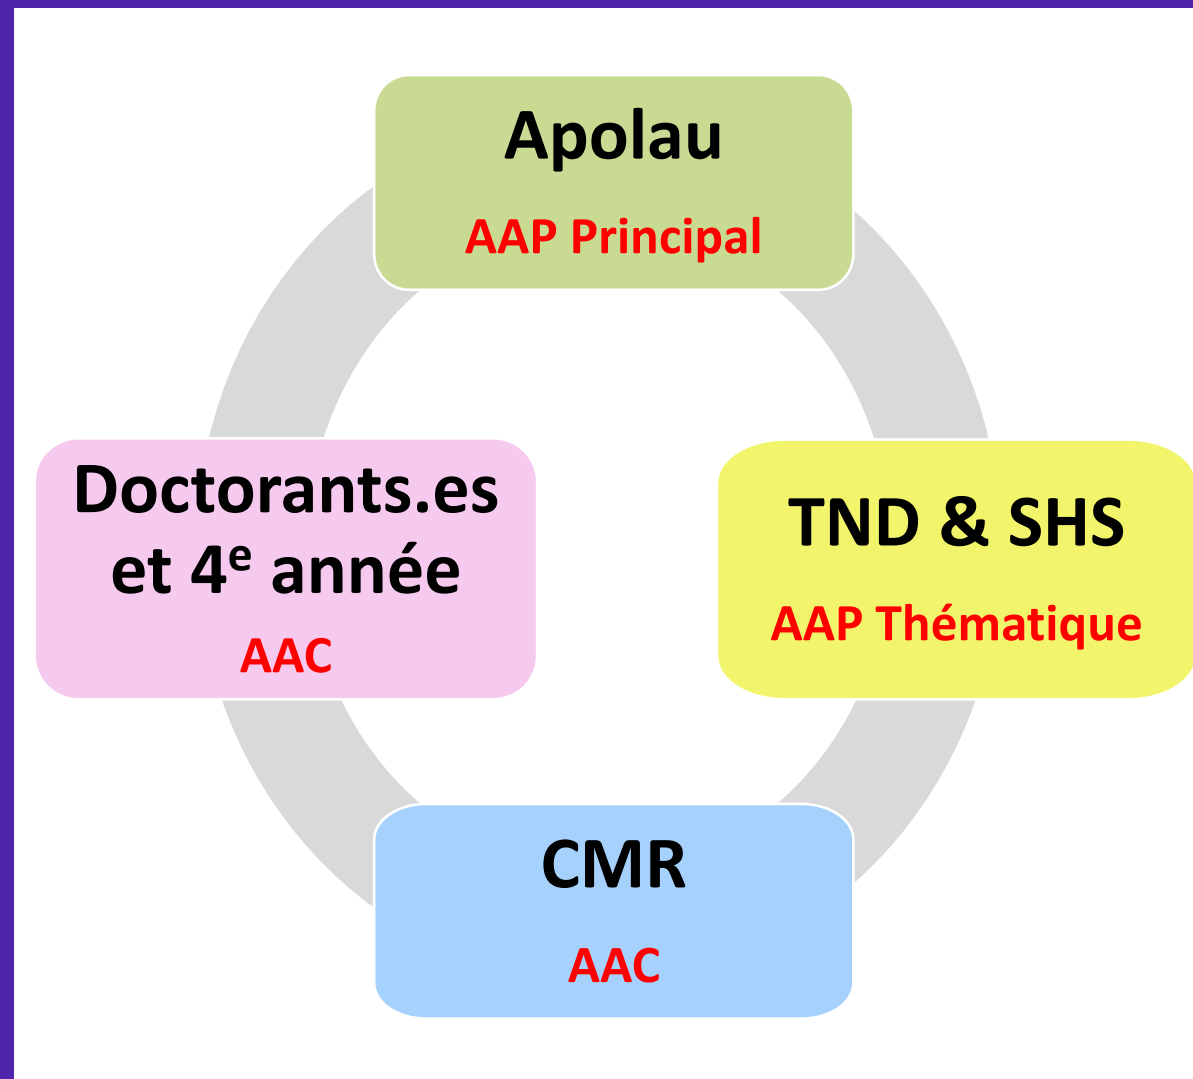 Apolau
AAP Principal
Doctorants.es
et 4ᵉ année
AAC
TND & SHS
AAP Thématique
CMR
AAC